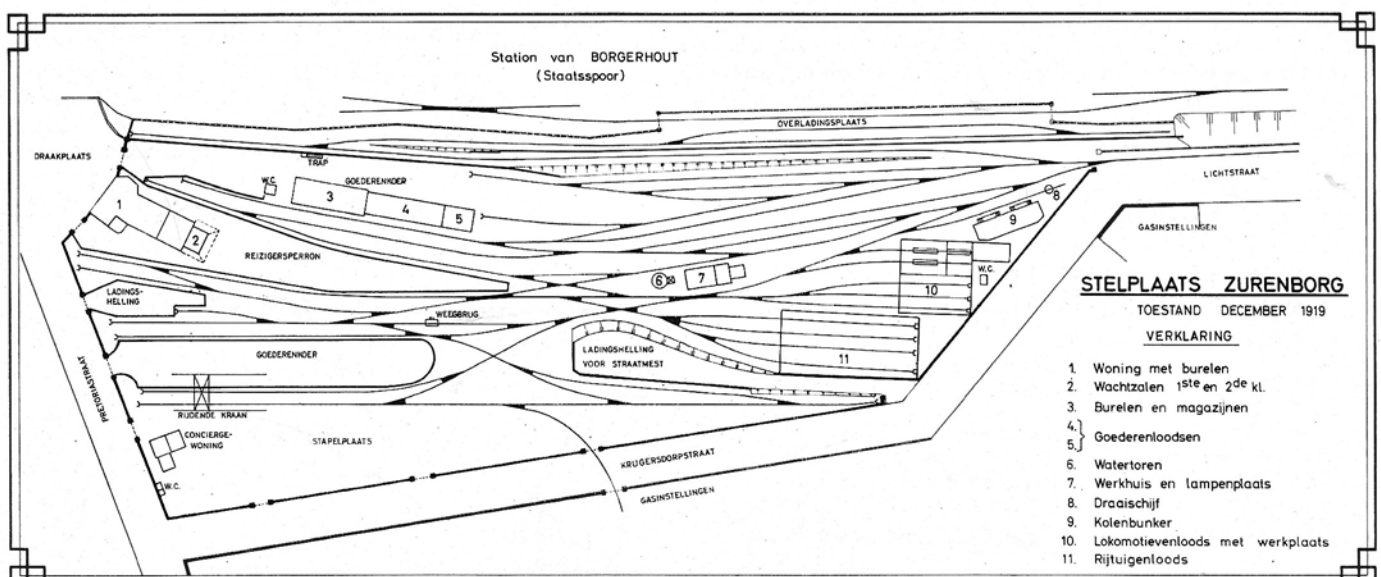 Station van BORGERHOUT
(Staatsspoor)
OVERLADINGSPLAATS
DRAAKPLAATS
TRAP
W.C.
GOEDERENKOER
LICHTSTRAAT
1
2
3
4
5
8
9
REIZIGERSPERRON
GASINSTELLINGEN
6
7
W.C.
10
LADINGS-
HELLING
WEEGBRUG
GOEDERENKOER
LADINGSHELLING
VOOR STRAATMEST
11
PRETORIASTRAAT
RIJDENDE KRAAN
CONCIERGE-
WONING
STAPELPLAATS
W.C.
KRUGERSDORPSTRAAT
GASINSTELLINGEN
STELPLAATS ZURENBORG
TOESTAND DECEMBER 1919
VERKLARING
1. Woning met burelen
2. Wachtzalen 1ste en 2de kl.
3. Burelen en magazijnen
4.
5. } Goederenloodsen
6. Watertoren
7. Werkhuis en lampenplaats
8. Draaischijf
9. Kolenbunker
10. Lokomotievenloods met werkplaats
11. Rijtuigenloods